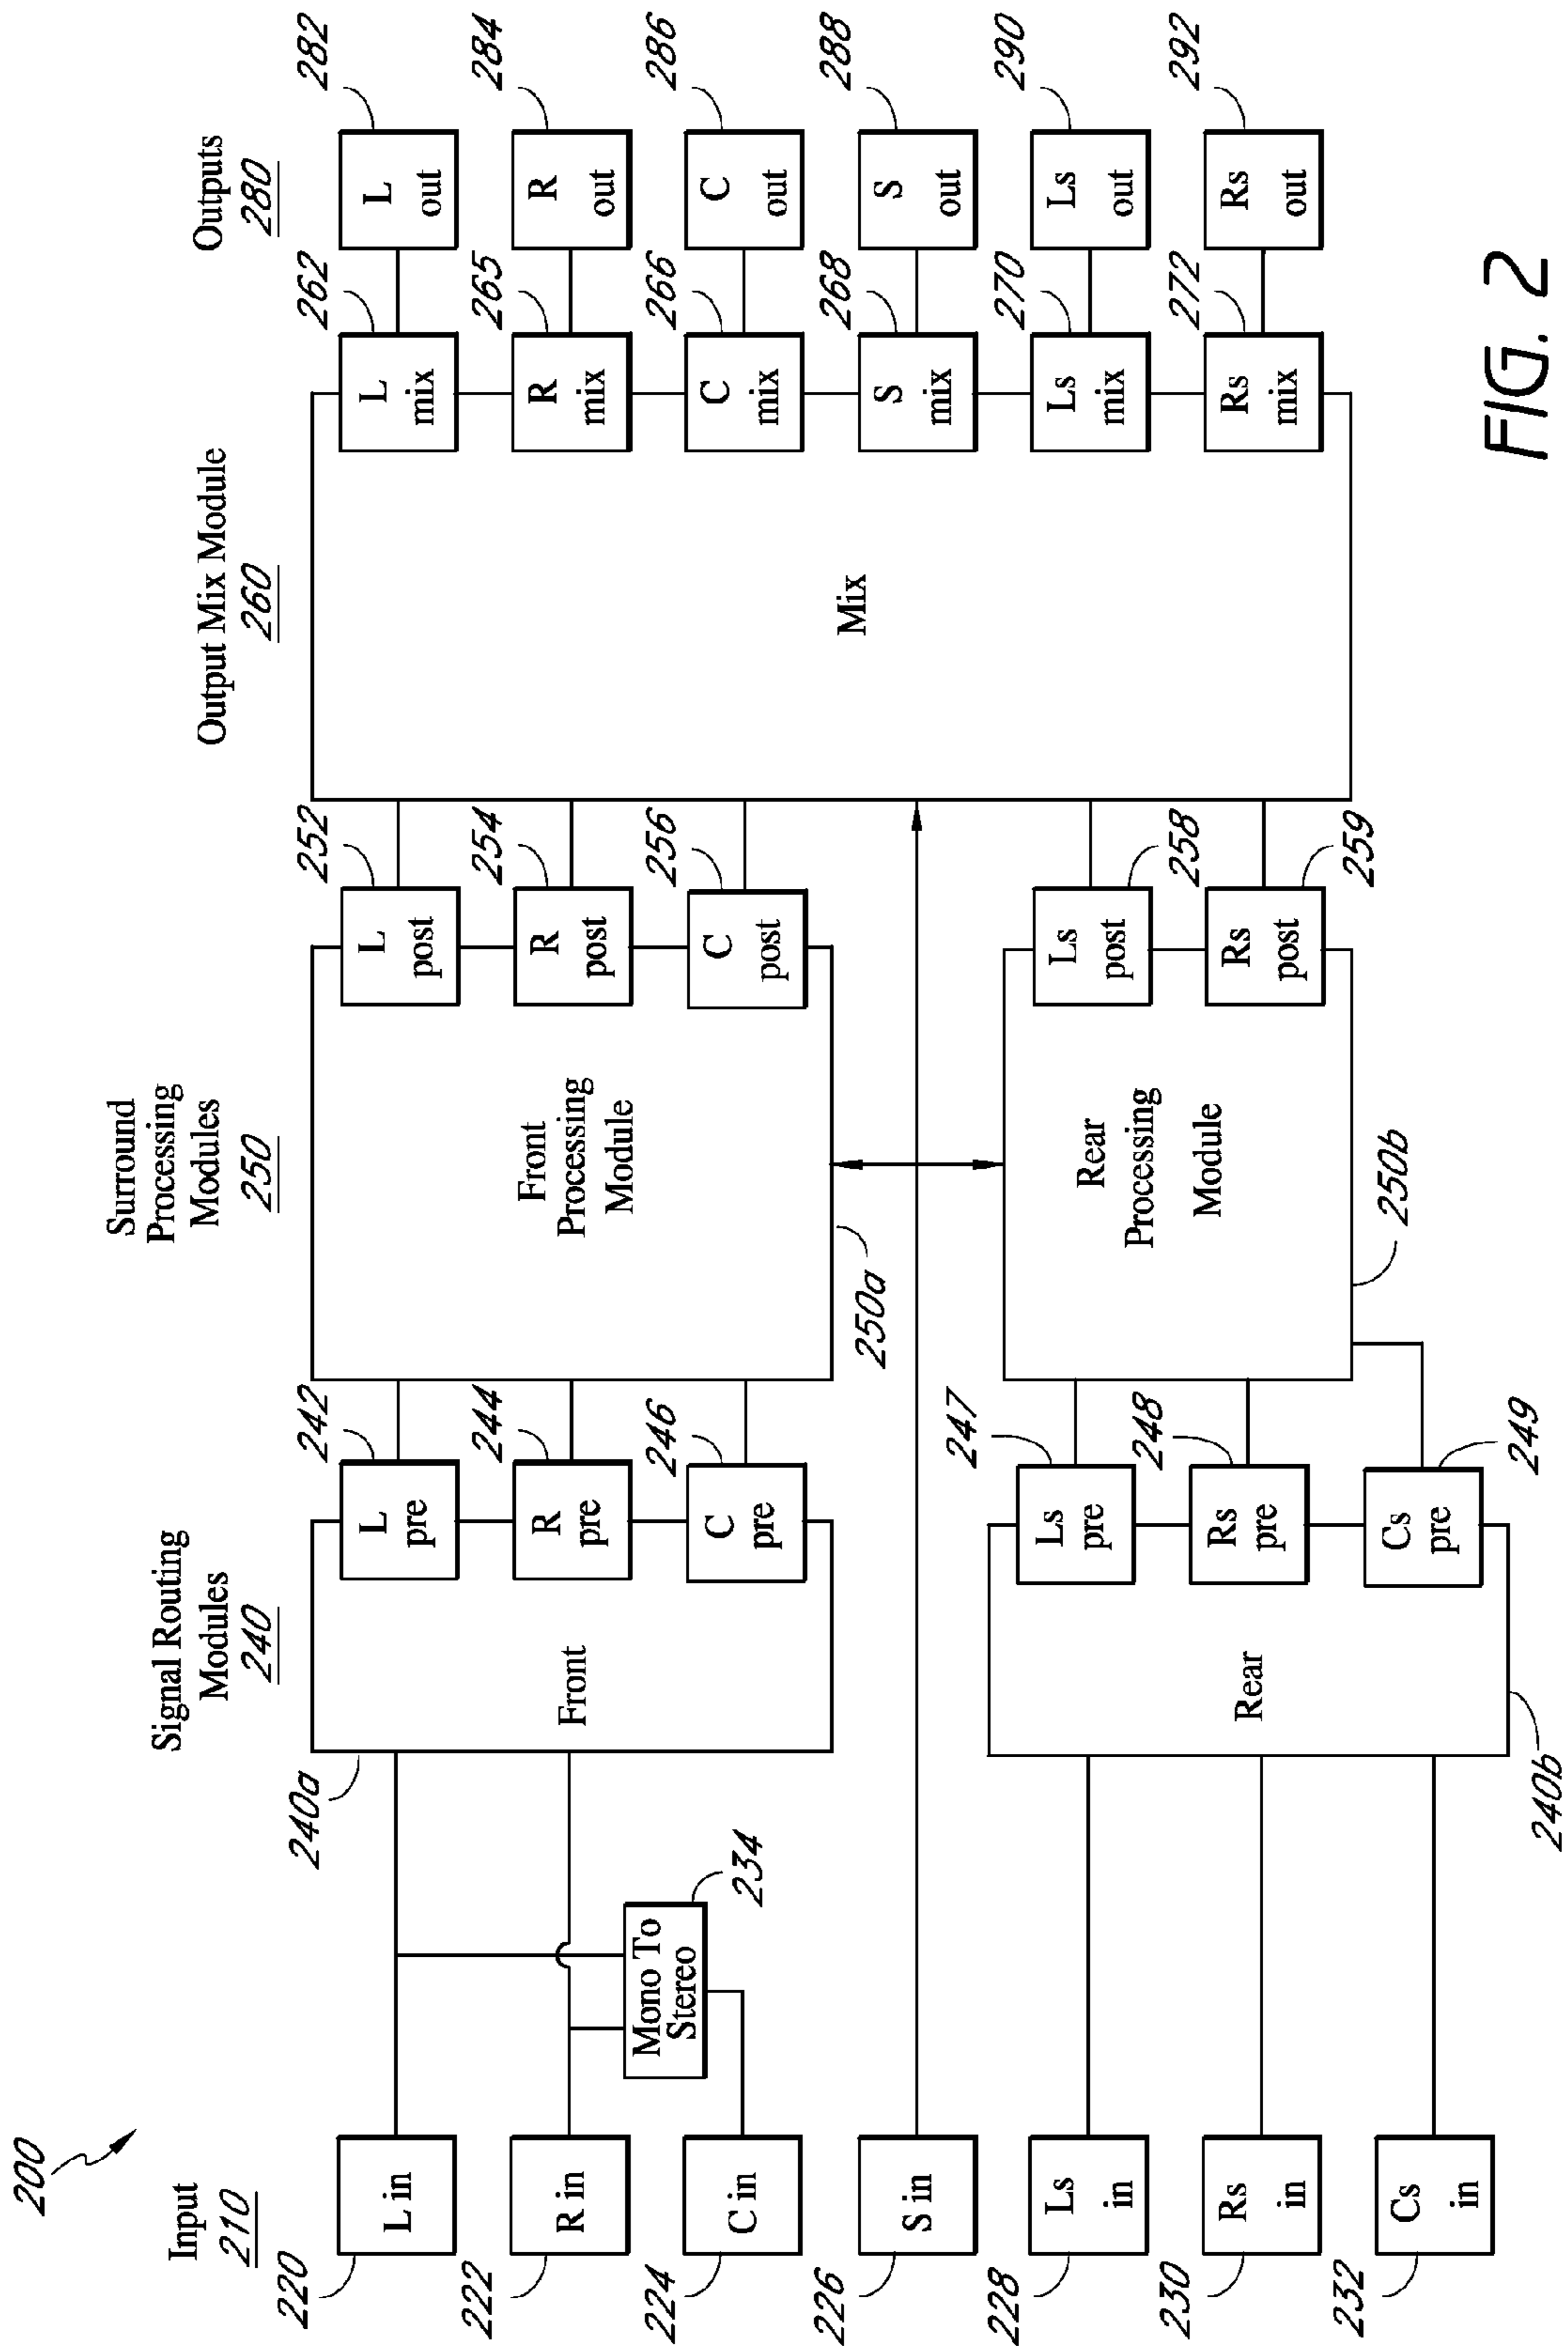 200
Input
210
Signal Routing
Modules
240
Surround
Processing
Modules
250
Output Mix Module
260
Outputs
280
220
L in
222
R in
224
C in
226
S in
228
Ls
in
230
Rs
in
232
Cs
in
Mono To
Stereo
234
240a
Front
242
L
pre
244
R
pre
246
C
pre
Rear
240b
247
Ls
pre
248
Rs
pre
249
Cs
pre
Front
Processing
Module
250a
252
L
post
254
R
post
256
C
post
Rear
Processing
Module
250b
258
Ls
post
259
Rs
post
Mix
262
L
mix
265
R
mix
266
C
mix
268
S
mix
270
Ls
mix
272
Rs
mix
282
L
out
284
R
out
286
C
out
288
S
out
290
Ls
out
292
Rs
out
FIG. 2